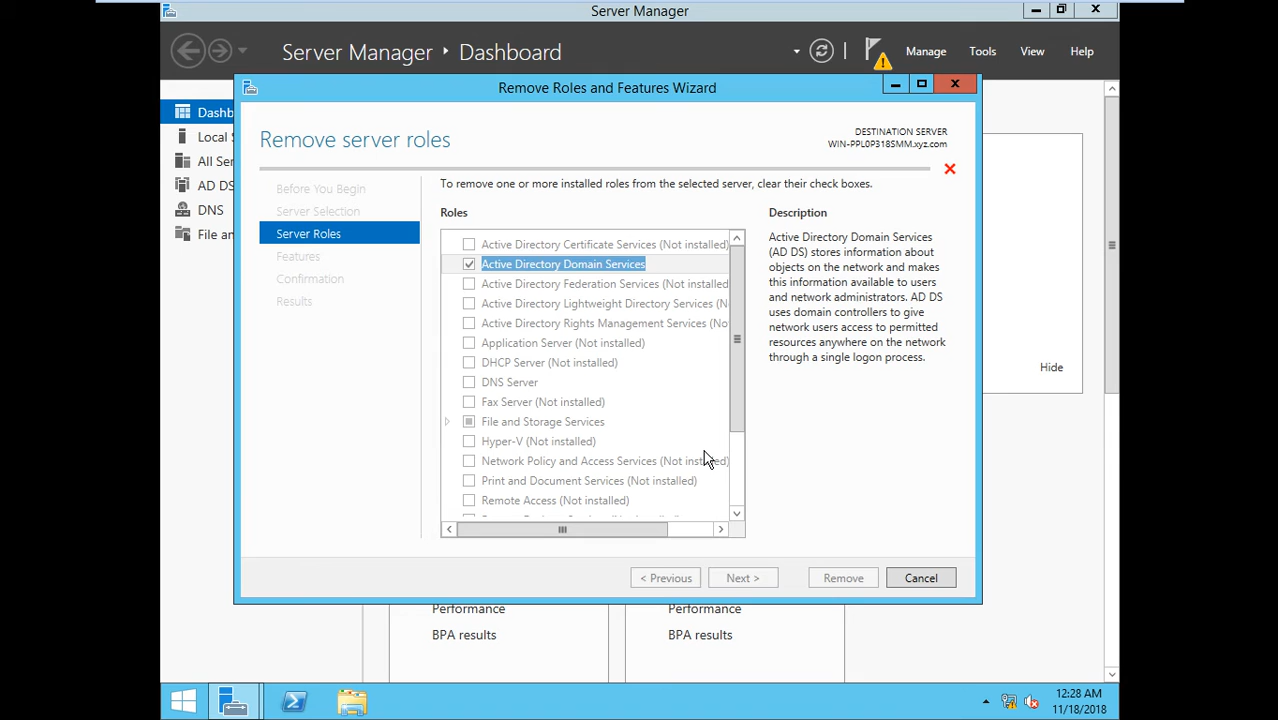 Server Manager
Server Manager ‣ Dashboard
Manage Tools View Help
Remove Roles and Features Wizard
Dashb
Local S
All Ser
AD DS
DNS
File an
Remove server roles
DESTINATION SERVER
WIN-PPL0P318SMM.xyz.com
Before You Begin
Server Selection
Server Roles
Features
Confirmation
Results
To remove one or more installed roles from the selected server, clear their check boxes.
Roles
Active Directory Certificate Services (Not installed)
Active Directory Domain Services
Active Directory Federation Services (Not installed
Active Directory Lightweight Directory Services (N
Active Directory Rights Management Services (No
Application Server (Not installed)
DHCP Server (Not installed)
DNS Server
Fax Server (Not installed)
File and Storage Services
Hyper-V (Not installed)
Network Policy and Access Services (Not installed)
Print and Document Services (Not installed)
Remote Access (Not installed)
Description
Active Directory Domain Services
(AD DS) stores information about
objects on the network and makes
this information available to users
and network administrators. AD DS
uses domain controllers to give
network users access to permitted
resources anywhere on the network
through a single logon process.
Hide
< Previous
Next >
Remove
Cancel
Performance
BPA results
Performance
BPA results
12:28 AM
11/18/2018